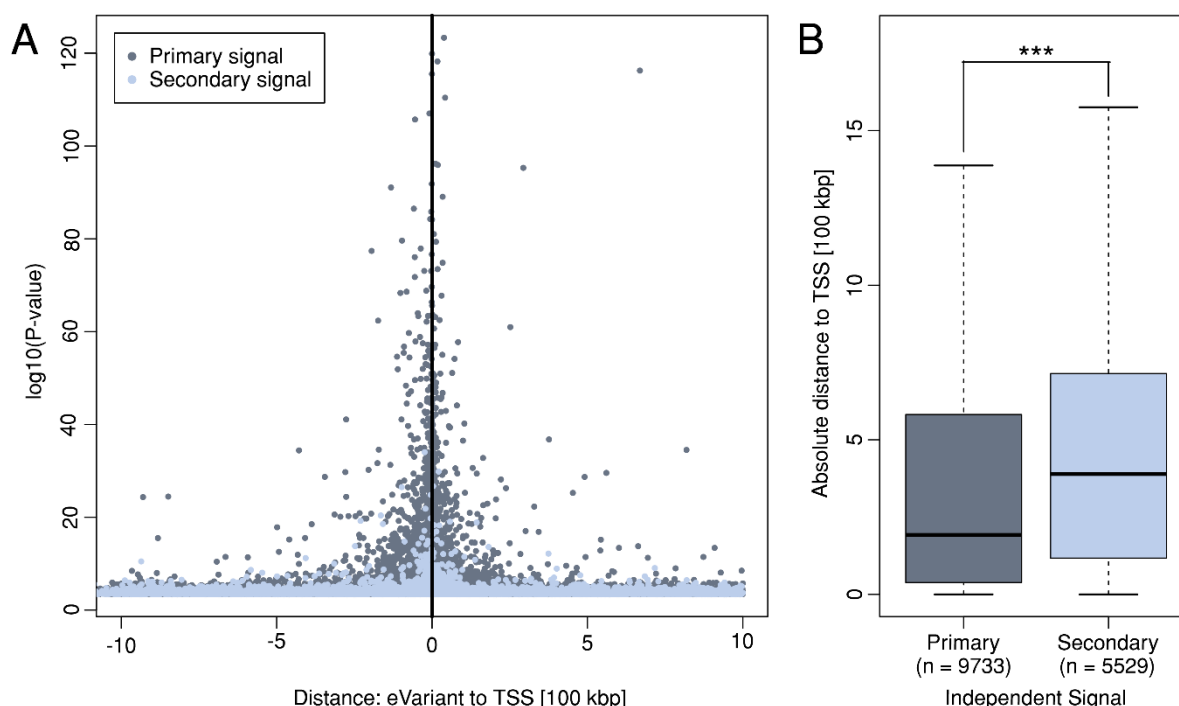 A
Primary signal
Secondary signal
log10(P-value)
120
100
80
60
40
20
0
-10
-5
0
5
10
Distance: eVariant to TSS [100 kbp]
B
***
Absolute distance to TSS [100 kbp]
15
10
5
0
Primary
(n = 9733)
Secondary
(n = 5529)
Independent Signal